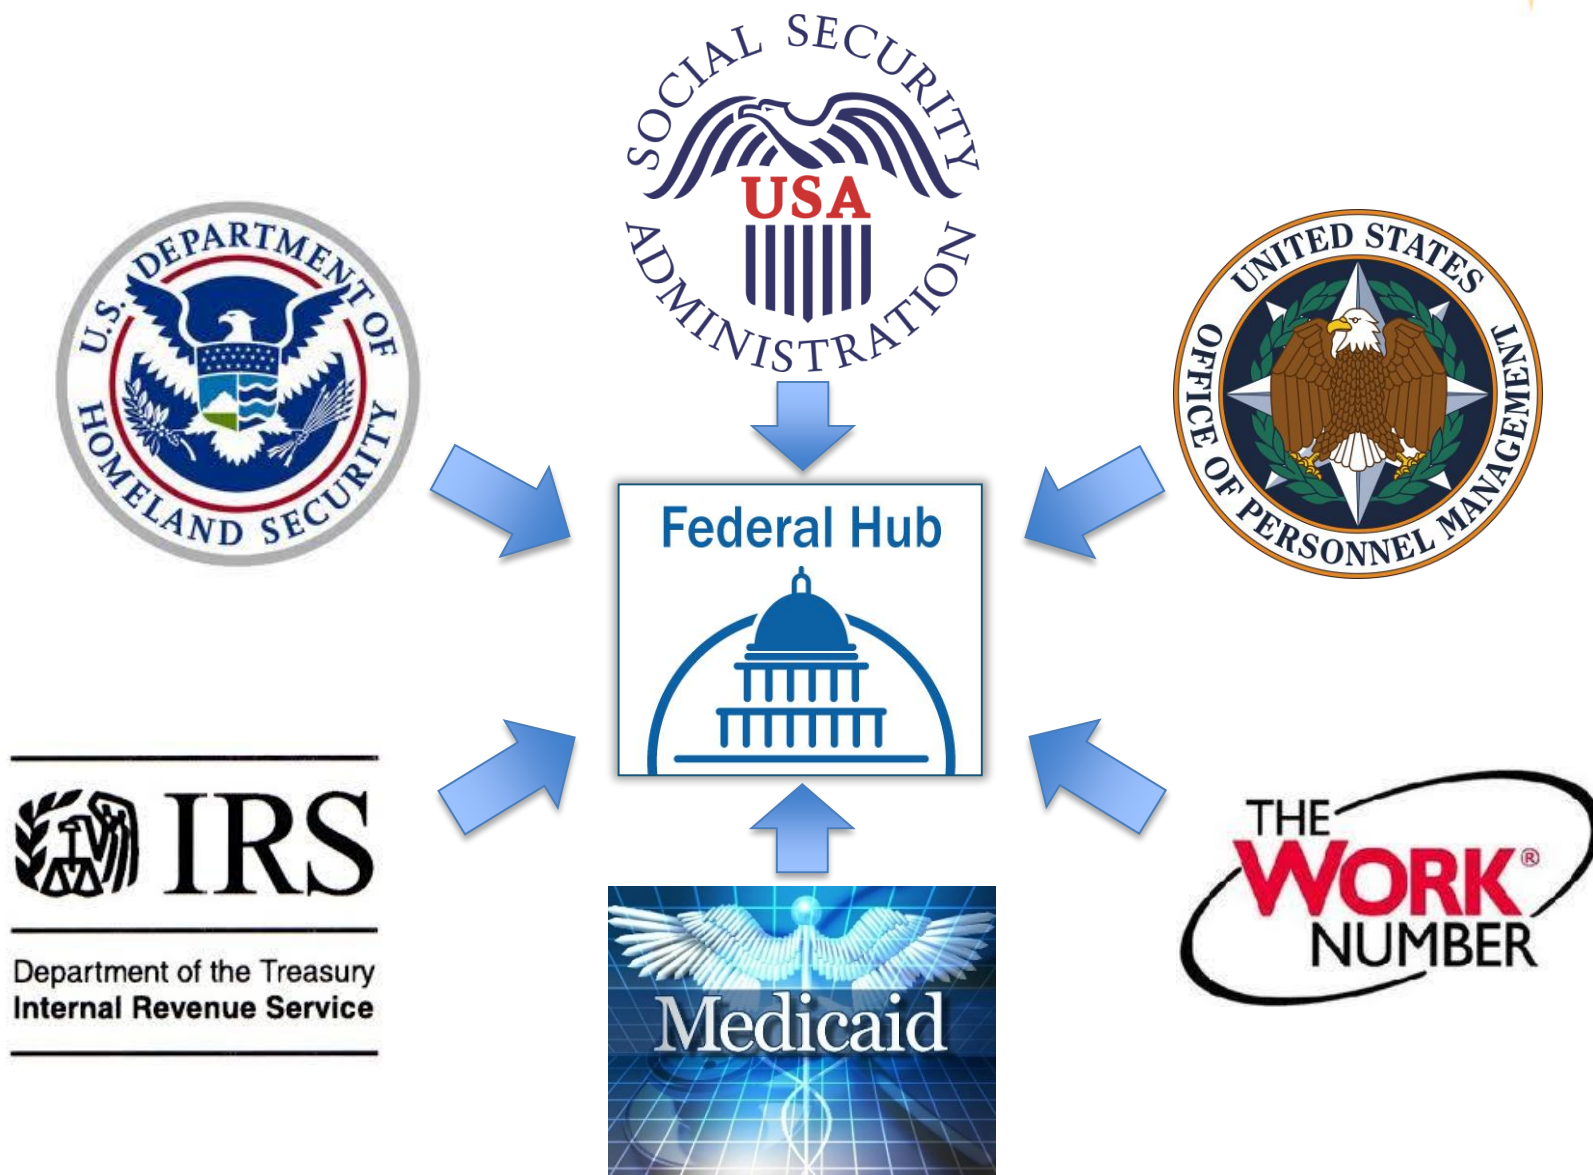 SOCIAL SECURITY
ADMINISTRATION
USA
U.S. DEPARTMENT OF
HOMELAND SECURITY
UNITED STATES
OFFICE OF PERSONNEL MANAGEMENT
Federal Hub
IRS
Department of the Treasury
Internal Revenue Service
Medicaid
THE
WORK®
NUMBER